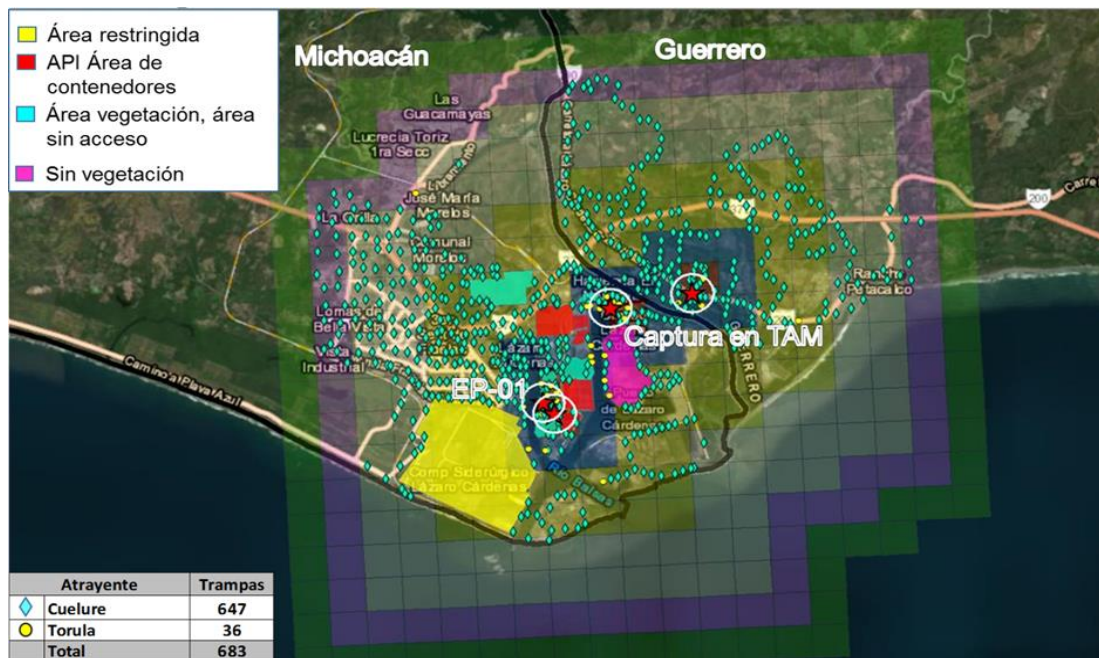 Área restringida
API Área de
contenedores
Área vegetación, área
sin acceso
Sin vegetación
Michoacán
Guerrero
Las
Guacamayas
Lucrecia Toriz
1ra Secc
José María
Morelos
La Orilla
Comunal
Morelos
200
Carre
Rancho
Petacalco
Lomas de
Bella Vista
Vista
Industrial
Captura en TAM
EP-01
GUERRERO
de Lázaro
Cárdenas
Camino al Playa Azul
Comp Siderúrgico
Lázaro Cárdenas
Río Balsas
Atrayente Trampas
Cuelure 647
Torula 36
Total 683